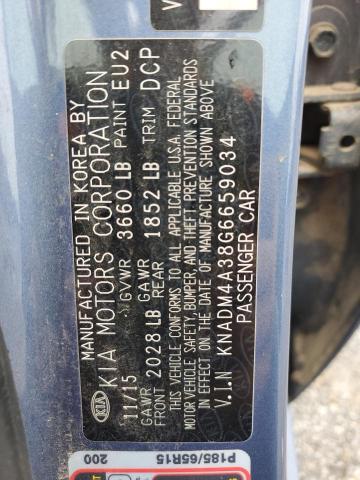 MANUFACTURED IN KOREA BY
KIA KIA MOTORS CORPORATION
11/15 GVWR 3660 LB PAINT EU2
GAWR FRONT 2028 LB GAWR REAR 1852 LB TRIM DCP
THIS VEHICLE CONFORMS TO ALL APPLICABLE U.S.A. FEDERAL
MOTOR VEHICLE SAFETY, BUMPER, AND THEFT PREVENTION STANDARDS
IN EFFECT ON THE DATE OF MANUFACTURE SHOWN ABOVE
V.I.N KNADM4A38G6659034
PASSENGER CAR
P185/65R15
200